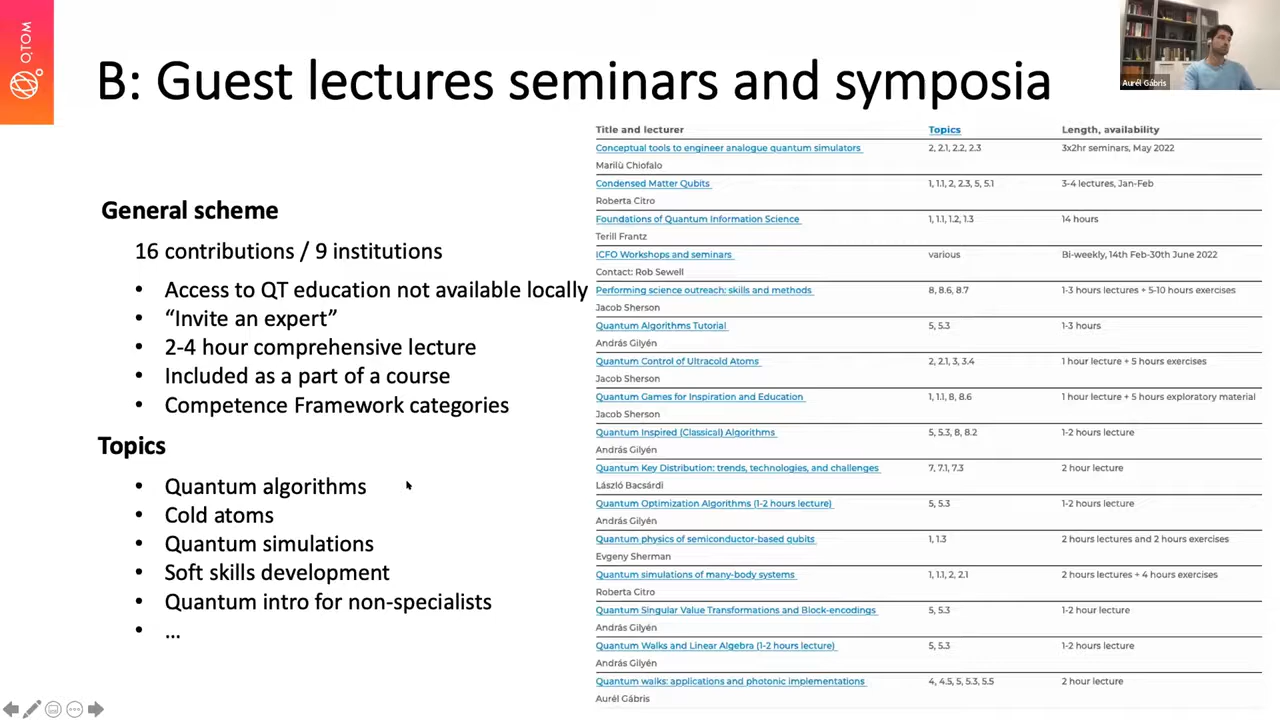 QTOM
B: Guest lectures seminars and symposia
Aurél Gábris
General scheme
16 contributions / 9 institutions
• Access to QT education not available locally
• “Invite an expert”
• 2-4 hour comprehensive lecture
• Included as a part of a course
• Competence Framework categories
Topics
• Quantum algorithms
• Cold atoms
• Quantum simulations
• Soft skills development
• Quantum intro for non-specialists
• ...
Title and lecturer Topics Length, availability
Conceptual tools to engineer analogue quantum simulators 2, 2.1, 2.2, 2.3 3x2hr seminars, May 2022
Marilù Chiofalo
Condensed Matter Qubits 1, 1.1, 2, 2.3, 5, 5.1 3-4 lectures, Jan-Feb
Roberta Citro
Foundations of Quantum Information Science 1, 1.1, 1.2, 1.3 14 hours
Terill Frantz
ICFO Workshops and seminars various Bi-weekly, 14th Feb-30th June 2022
Contact: Rob Sewell
Performing science outreach: skills and methods 8, 8.6, 8.7 1-3 hours lectures + 5-10 hours exercises
Jacob Sherson
Quantum Algorithms Tutorial 5, 5.3 1-3 hours
András Gilyén
Quantum Control of Ultracold Atoms 2, 2.1, 3, 3.4 1 hour lecture + 5 hours exercises
Jacob Sherson
Quantum Games for Inspiration and Education 1, 1.1, 8, 8.6 1 hour lecture + 5 hours exploratory material
Jacob Sherson
Quantum Inspired (Classical) Algorithms 5, 5.3, 8, 8.2 1-2 hours lecture
András Gilyén
Quantum Key Distribution: trends, technologies, and challenges 7, 7.1, 7.3 2 hour lecture
László Bacsárdi
Quantum Optimization Algorithms (1-2 hours lecture) 5, 5.3 1-2 hours lecture
András Gilyén
Quantum physics of semiconductor-based qubits 1, 1.3 2 hours lectures and 2 hours exercises
Evgeny Sherman
Quantum simulations of many-body systems 1, 1.1, 2, 2.1 2 hours lectures + 4 hours exercises
Roberta Citro
Quantum Singular Value Transformations and Block-encodings 5, 5.3 1-2 hour lecture
András Gilyén
Quantum Walks and Linear Algebra (1-2 hours lecture) 5, 5.3 1-2 hours lecture
András Gilyén
Quantum walks: applications and photonic implementations 4, 4.5, 5, 5.3, 5.5 2 hour lecture
Aurél Gábris